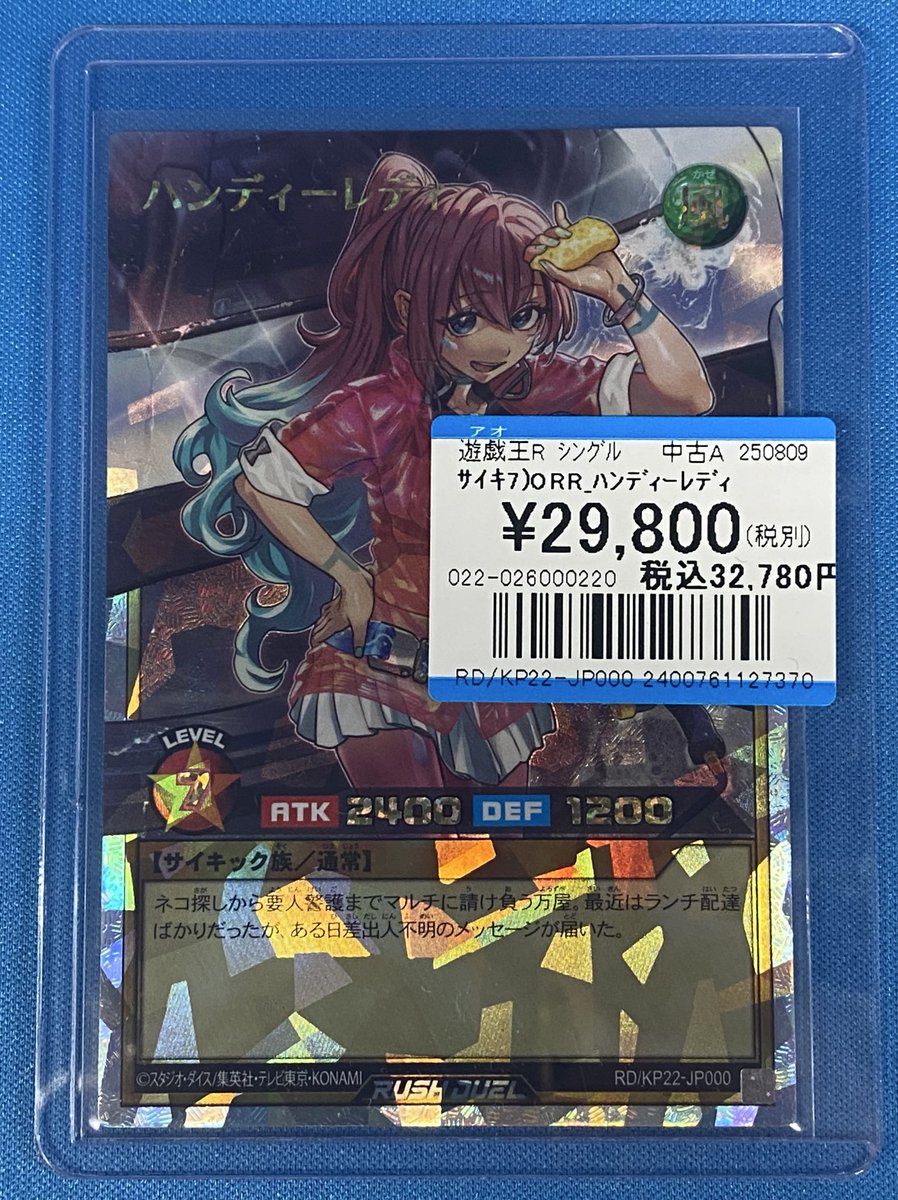 ハンディーレディ
かぜ
風
アオ
遊戯王R シングル 中古A 250809
サイキ7)ORR_ハンディーレディ
¥29,800(税別)
022-026000220 税込32,780円
RD/KP22-JP000 2400761127370
LEVEL
7
ATK 2400 DEF 1200
【サイキック族/通常】
ネコ探しから要人警護までマルチに請け負う万屋。最近はランチ配達
ばかりだったが、ある日差出人不明のメッセージが届いた。
©スタジオ・ダイス/集英社・テレビ東京・KONAMI
RUSH DUEL
RD/KP22-JP000